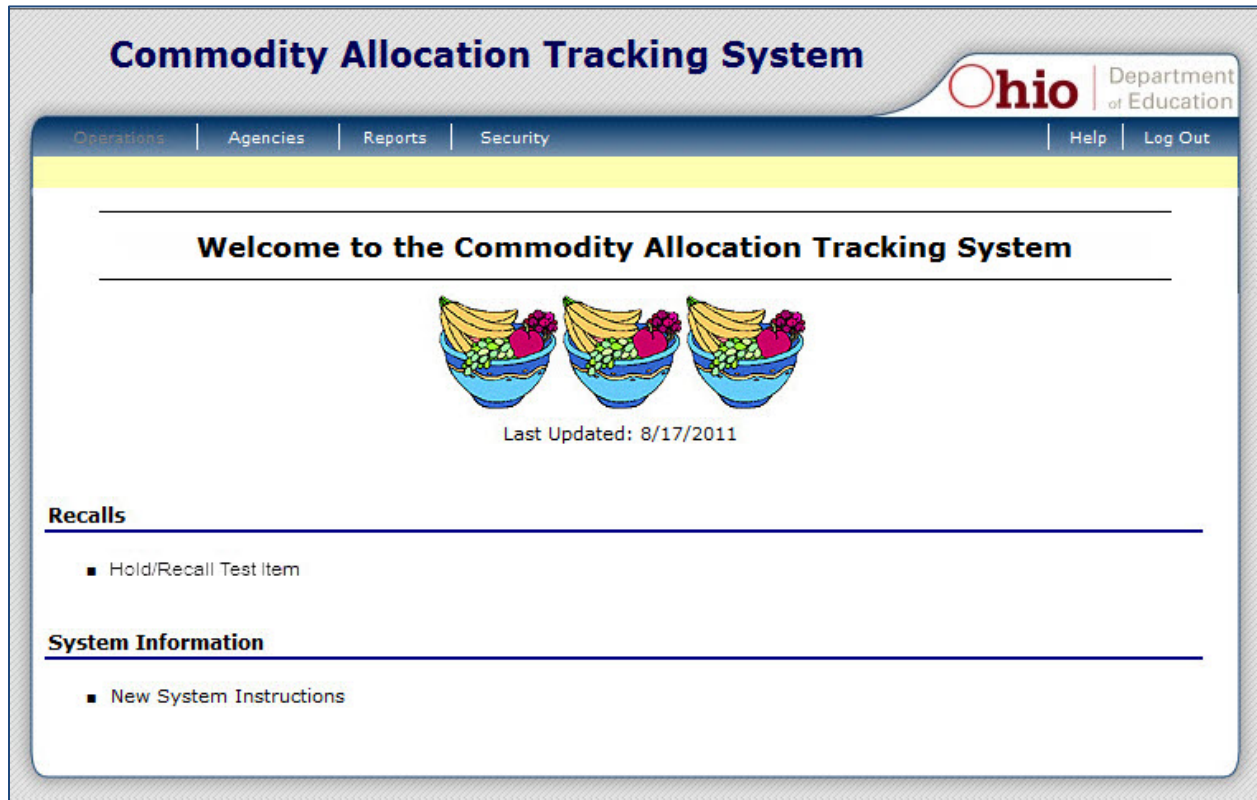 Commodity Allocation Tracking System
Ohio Department
of Education
Operations Agencies Reports Security Help Log Out
Welcome to the Commodity Allocation Tracking System
Last Updated: 8/17/2011
Recalls
■ Hold/Recall Test Item
System Information
■ New System Instructions